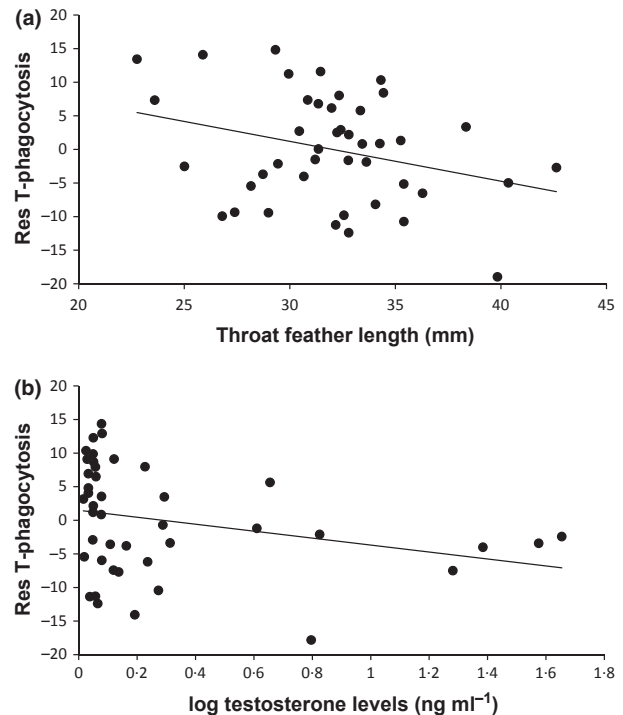 (a)
20
15
10
5
0
−5
−10
−15
−20
Res T-phagocytosis
20 25 30 35 40 45
Throat feather length (mm)
(b)
20
15
10
5
0
−5
−10
−15
−20
Res T-phagocytosis
0 0·2 0·4 0·6 0·8 1 1·2 1·4 1·6 1·8
log testosterone levels (ng ml⁻¹)